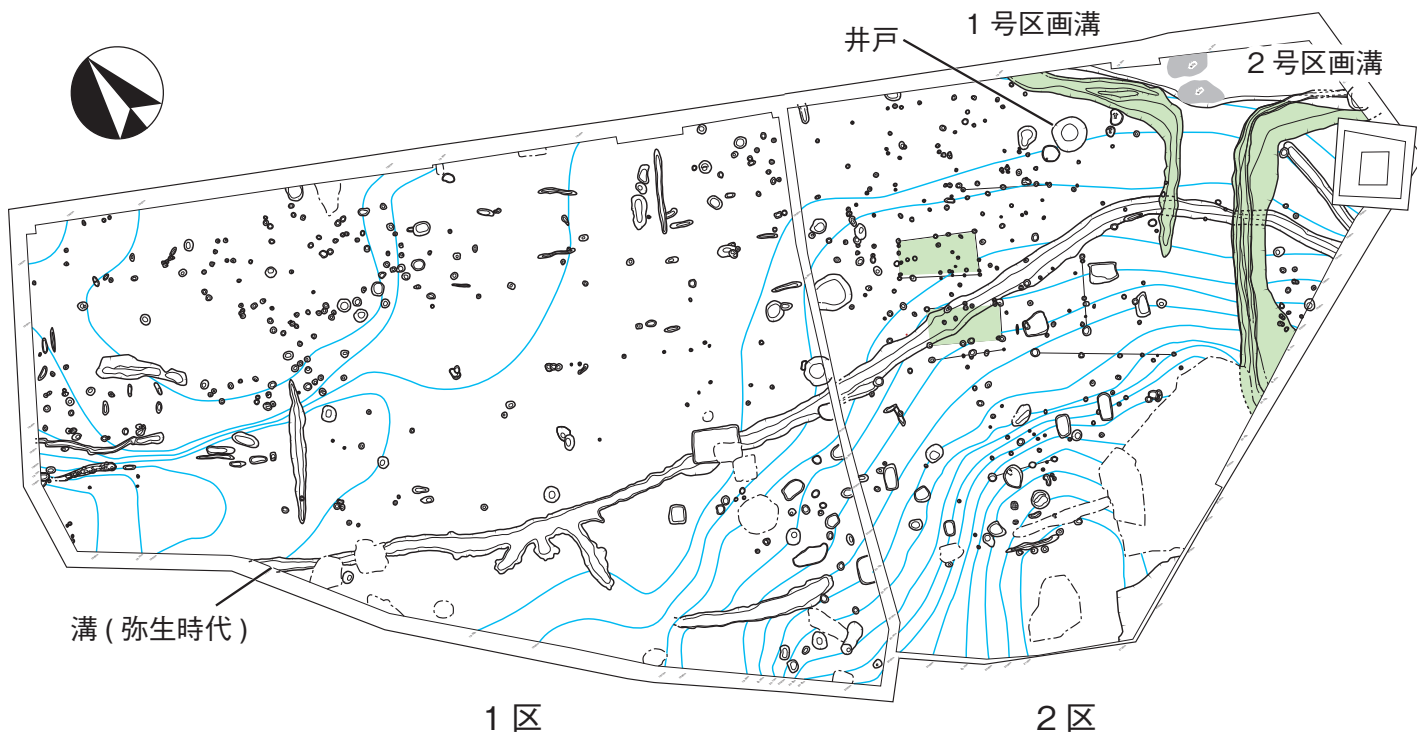 1 号区画溝
井戸
2 号区画溝
溝 ( 弥生時代 )
1 区
2 区